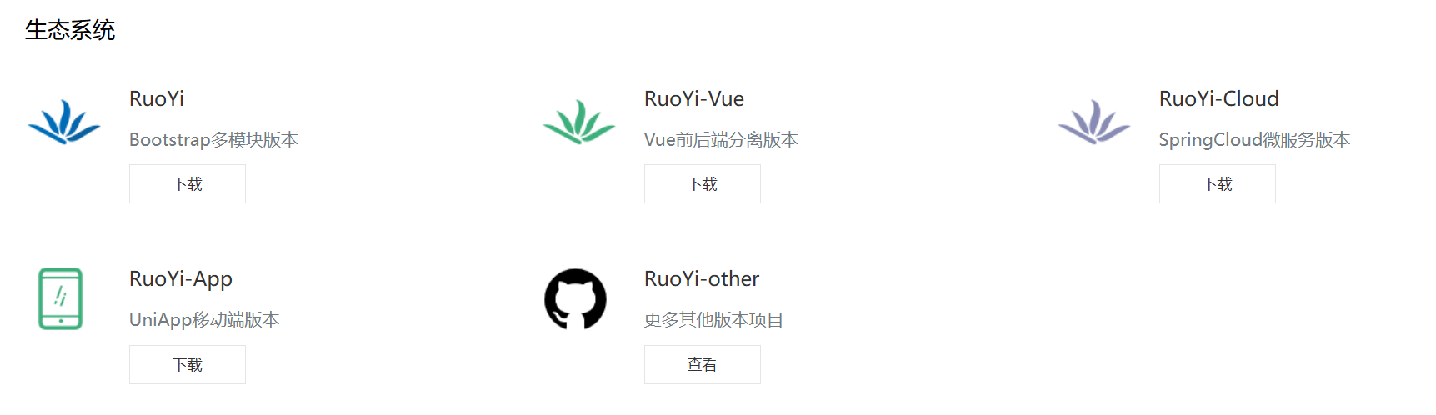 生态系统
RuoYi
Bootstrap多模块版本
下载
RuoYi-Vue
Vue前后端分离版本
下载
RuoYi-Cloud
SpringCloud微服务版本
下载
RuoYi-App
UniApp移动端版本
下载
RuoYi-other
更多其他版本项目
查看